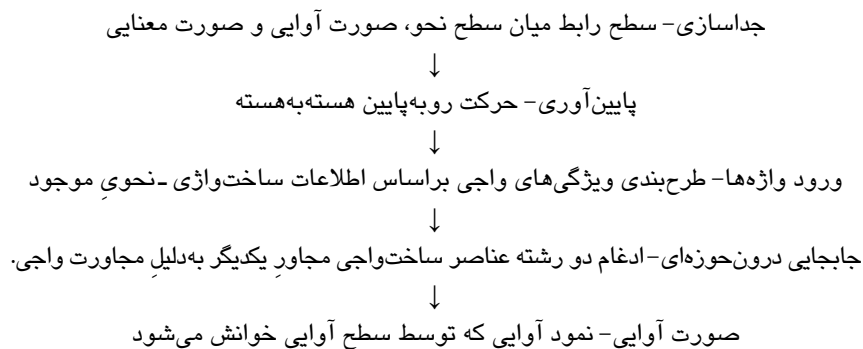 جداسازی– سطح رابط میان سطح نحو، صورت آوایی و صورت معنایی
↓
پایین‌آوری– حرکت روبه‌پایین هسته‌به‌هسته
↓
ورود واژه‌ها– طرح‌بندی ویژگی‌های واجی براساس اطلاعات ساخت‌واژی ـ نحویِ موجود
↓
جابجایی درون‌حوزه‌ای–ادغام دو رشته عناصر ساخت‌واجی مجاورِ یکدیگر به‌دلیلِ مجاورت واجی.
↓
صورت آوایی– نمود آوایی که توسط سطح آوایی خوانش می‌شود